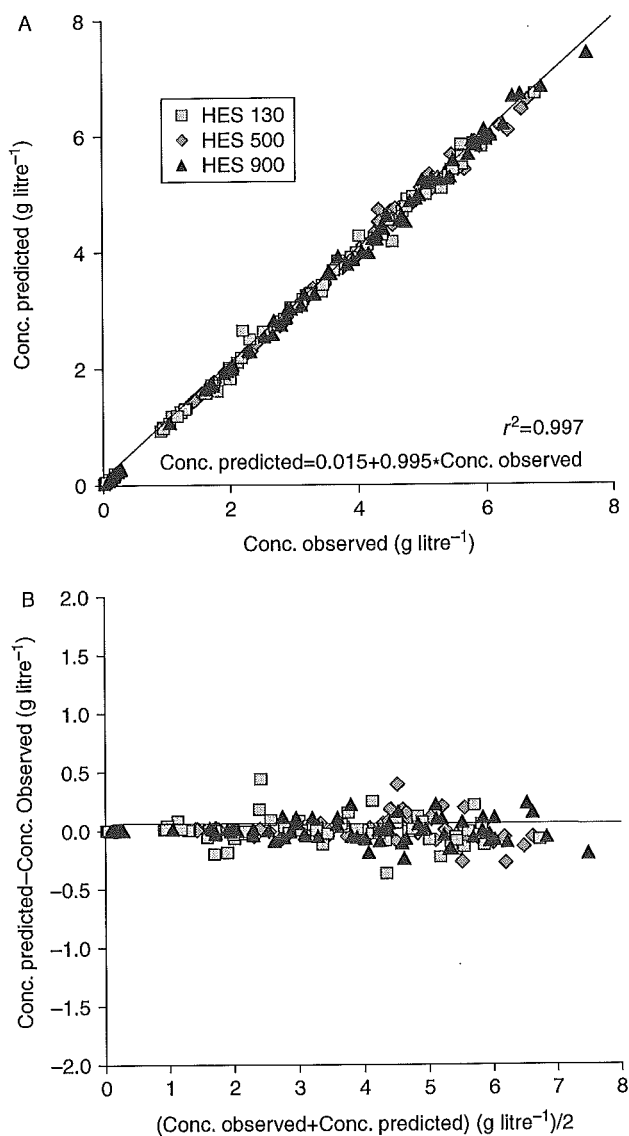 A
8
6
4
2
0
Conc. predicted (g litre⁻¹)
HES 130
HES 500
HES 900
r²=0.997
Conc. predicted=0.015+0.995*Conc. observed
0 2 4 6 8
Conc. observed (g litre⁻¹)
B
2.0
1.5
1.0
0.5
0.0
−0.5
−1.0
−1.5
−2.0
Conc. predicted−Conc. Observed (g litre⁻¹)
0 1 2 3 4 5 6 7 8
(Conc. observed+Conc. predicted) (g litre⁻¹)/2